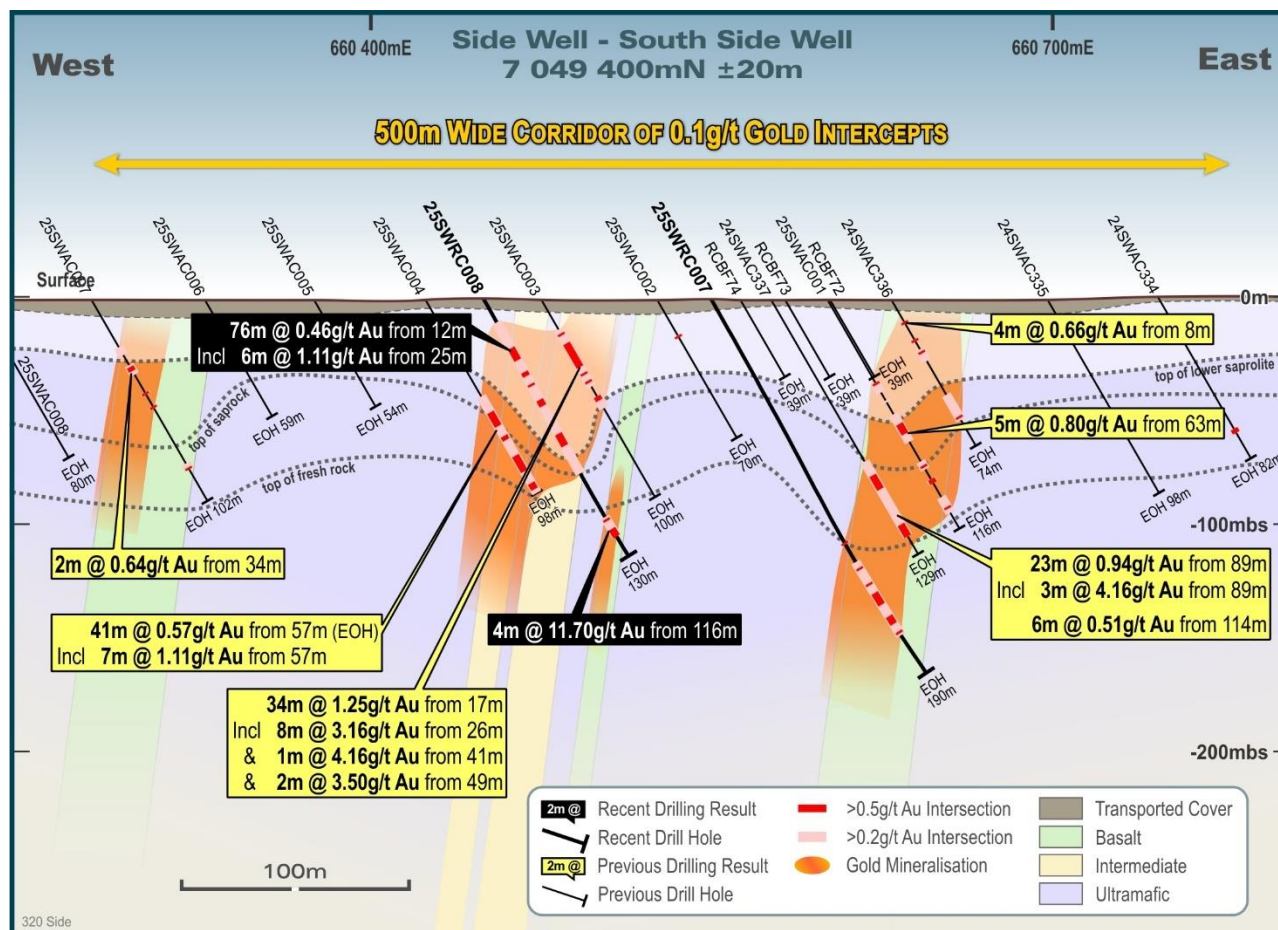 660 400mE
660 700mE
West
Side Well - South Side Well
7 049 400mN ±20m
East
500m Wide Corridor of 0.1g/t Gold Intercepts
25SWAC007
25SWAC006
25SWAC005
25SWAC004
25SWRC008
25SWAC003
25SWAC002
25SWRC007
RCBF74
24SWAC337
RCBF73
25SWAC001
RCBF72
24SWAC336
24SWAC335
24SWAC334
Surface
0m
25SWAC008
EOH
80m
EOH 102m
EOH 59m
EOH 54m
EOH
98m
EOH
130m
EOH
100m
EOH
70m
EOH
190m
EOH
39m
EOH
39m
EOH
129m
EOH
39m
EOH
116m
EOH
74m
EOH 98m
EOH 82m
top of saprock
top of fresh rock
top of lower saprolite
76m @ 0.46g/t Au from 12m
Incl 6m @ 1.11g/t Au from 25m
4m @ 0.66g/t Au from 8m
5m @ 0.80g/t Au from 63m
-100mbs
2m @ 0.64g/t Au from 34m
23m @ 0.94g/t Au from 89m
Incl 3m @ 4.16g/t Au from 89m
6m @ 0.51g/t Au from 114m
41m @ 0.57g/t Au from 57m (EOH)
Incl 7m @ 1.11g/t Au from 57m
4m @ 11.70g/t Au from 116m
34m @ 1.25g/t Au from 17m
Incl 8m @ 3.16g/t Au from 26m
& 1m @ 4.16g/t Au from 41m
& 2m @ 3.50g/t Au from 49m
-200mbs
100m
2m @ Recent Drilling Result
Recent Drill Hole
2m @ Previous Drilling Result
Previous Drill Hole
>0.5g/t Au Intersection
>0.2g/t Au Intersection
Gold Mineralisation
Transported Cover
Basalt
Intermediate
Ultramafic
320 Side